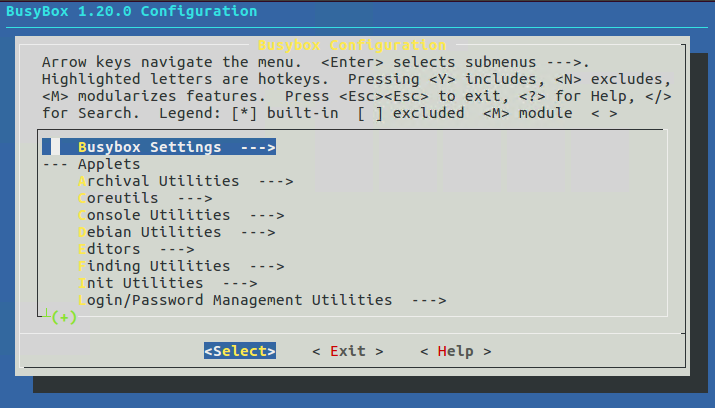 BusyBox 1.20.0 Configuration
Busybox Configuration
Arrow keys navigate the menu.  <Enter> selects submenus --->.
Highlighted letters are hotkeys.  Pressing <Y> includes, <N> excludes,
<M> modularizes features.  Press <Esc><Esc> to exit, <?> for Help, </>
for Search.  Legend: [*] built-in  [ ] excluded  <M> module  < >
Busybox Settings  --->
--- Applets
Archival Utilities  --->
Coreutils  --->
Console Utilities  --->
Debian Utilities  --->
Editors  --->
Finding Utilities  --->
Init Utilities  --->
Login/Password Management Utilities  --->
(+)
<Select>    < Exit >    < Help >